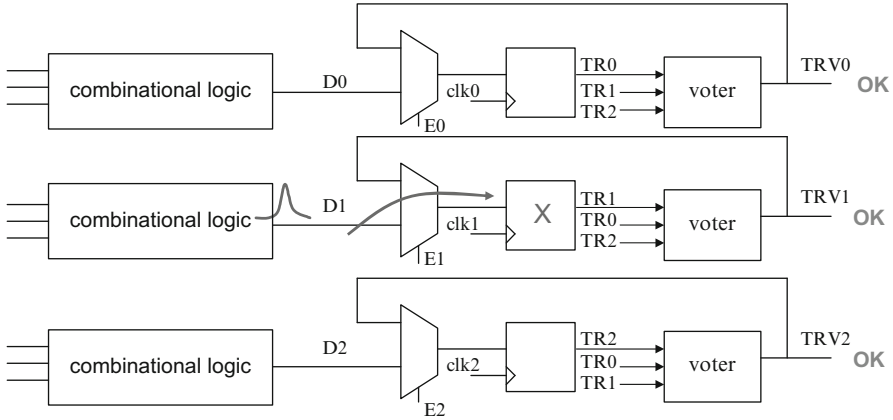 combinational logic
D0
E0
clk0
TR0
TR1
TR2
voter
TRV0
OK
combinational logic
D1
E1
clk1
X
TR1
TR0
TR2
voter
TRV1
OK
combinational logic
D2
E2
clk2
TR2
TR0
TR1
voter
TRV2
OK